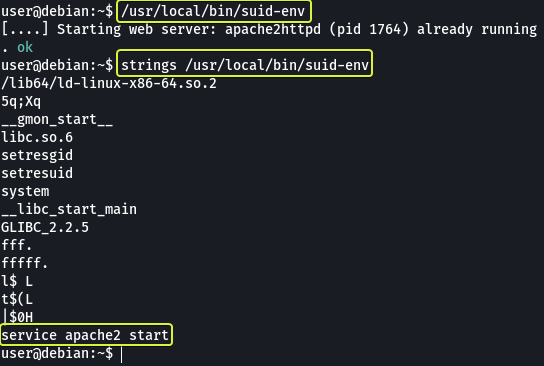 user@debian:~$ /usr/local/bin/suid-env
[....] Starting web server: apache2httpd (pid 1764) already running
. ok
user@debian:~$ strings /usr/local/bin/suid-env
/lib64/ld-linux-x86-64.so.2
5q;Xq
__gmon_start__
libc.so.6
setresgid
setresuid
system
__libc_start_main
GLIBC_2.2.5
fff.
fffff.
l$ L
t$(L
|$0H
service apache2 start
user@debian:~$